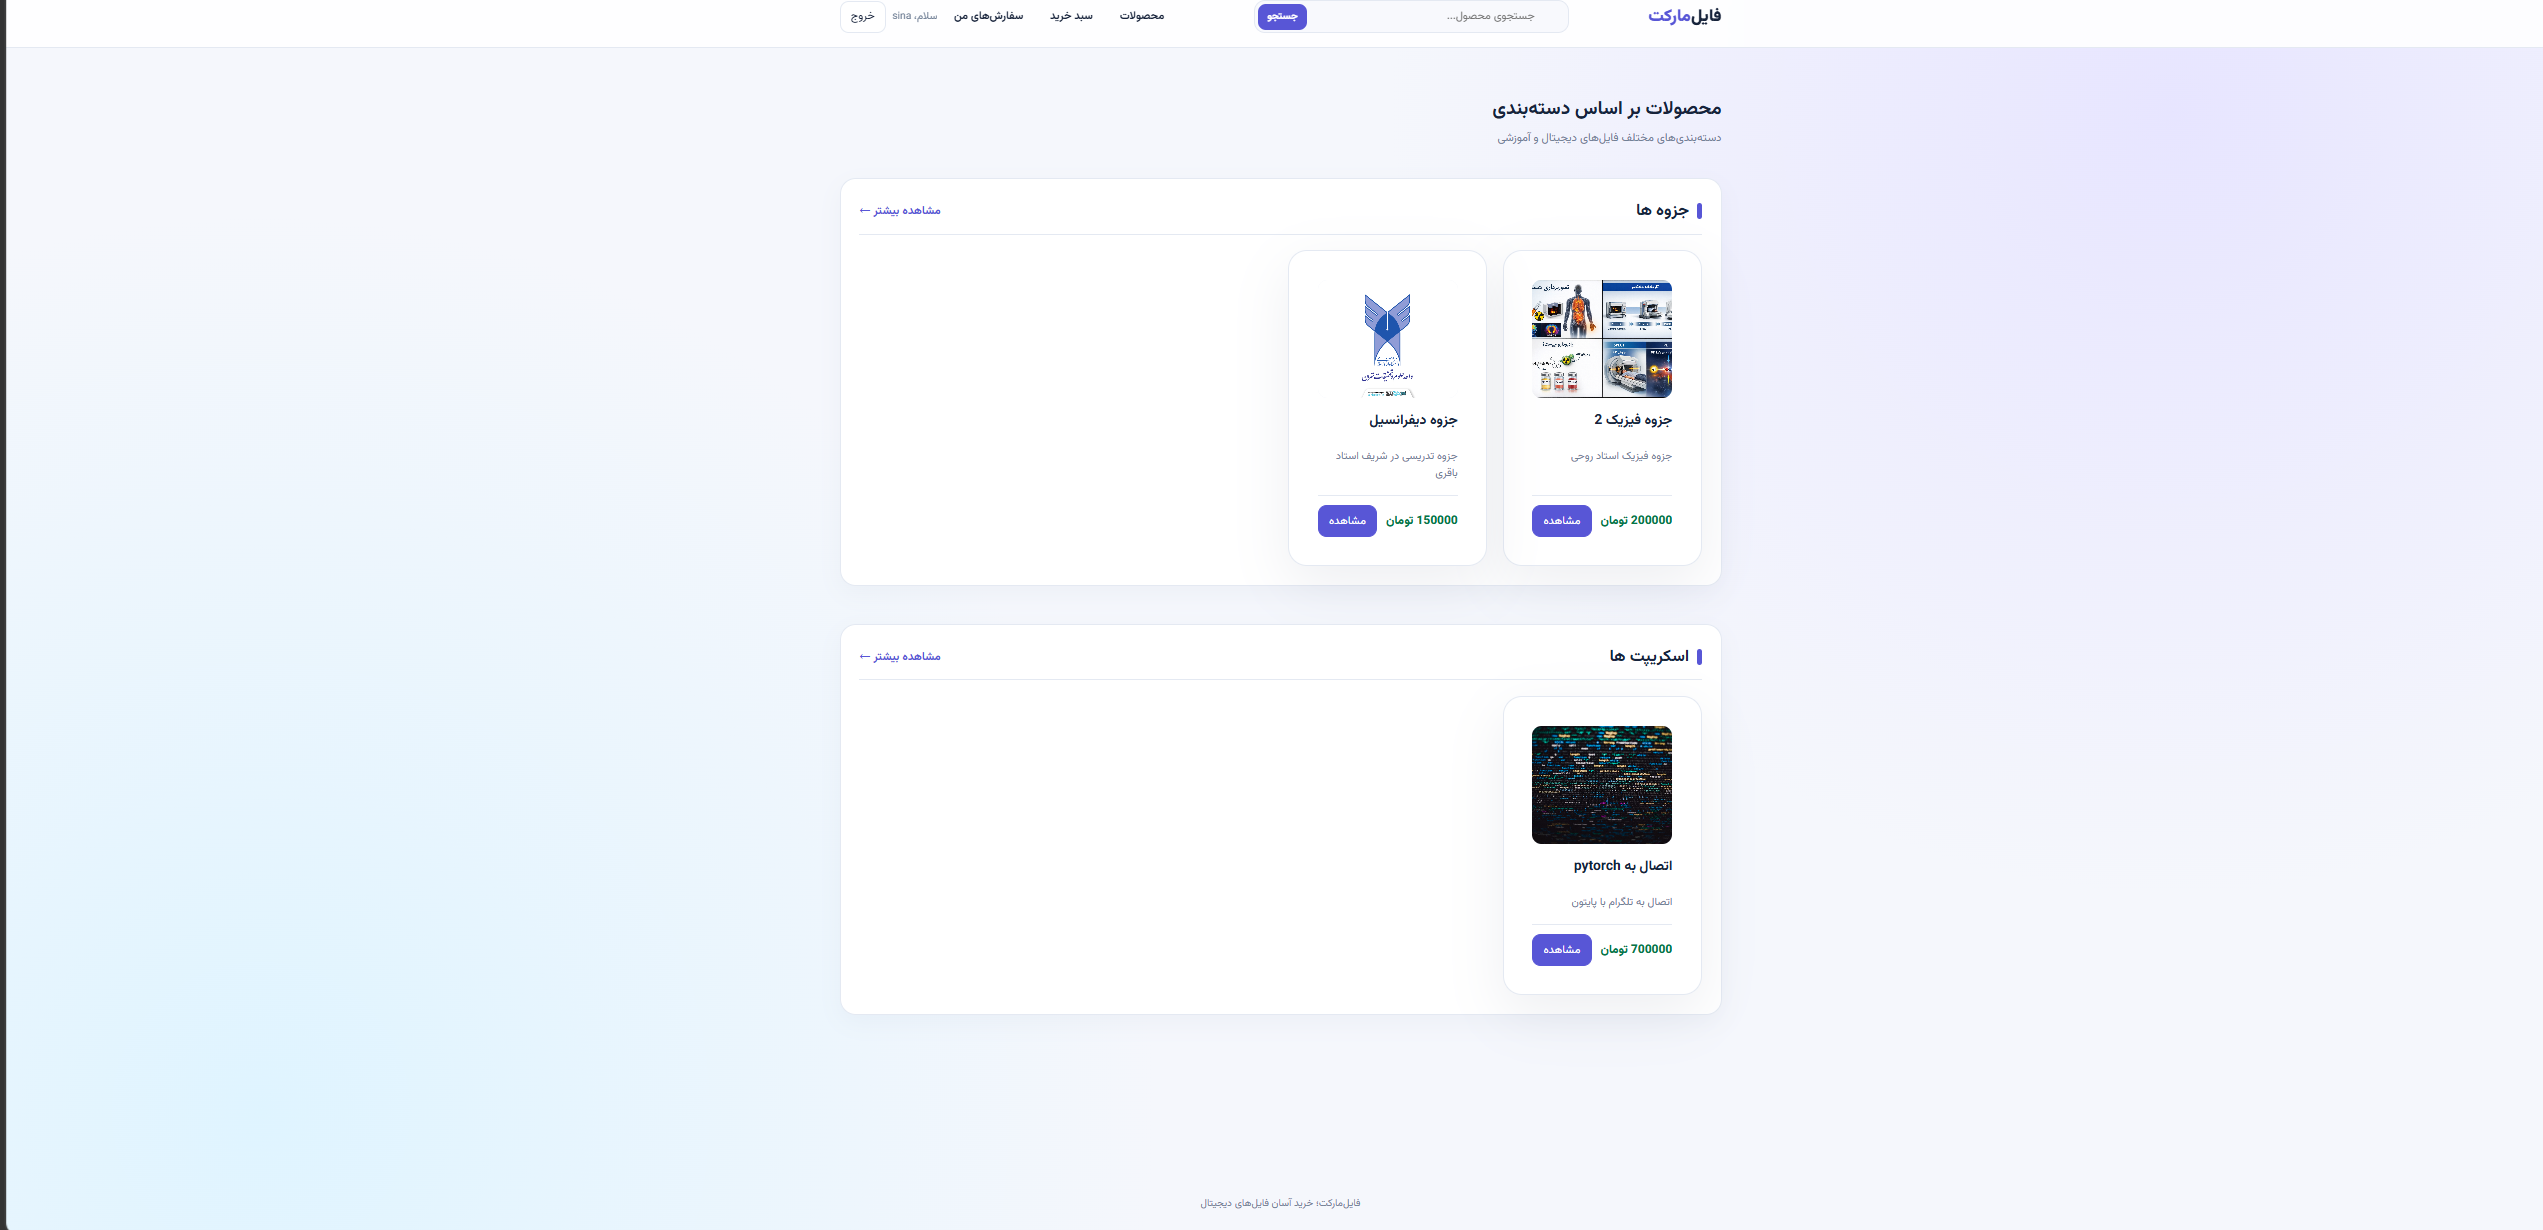 فایل‌مارکت
جستجوی محصول...
جستجو
محصولات
سبد خرید
سفارش‌های من
سلام، sina
خروج
محصولات بر اساس دسته‌بندی
دسته‌بندی‌های مختلف فایل‌های دیجیتال و آموزشی
جزوه ها
مشاهده بیشتر ←
جزوه فیزیک 2
جزوه فیزیک استاد روحی
200000 تومان
مشاهده
جزوه دیفرانسیل
جزوه تدریسی در شریف استاد
باقری
150000 تومان
مشاهده
اسکریپت ها
مشاهده بیشتر ←
اتصال به pytorch
اتصال به تلگرام با پایتون
700000 تومان
مشاهده
فایل‌مارکت؛ خرید آسان فایل‌های دیجیتال